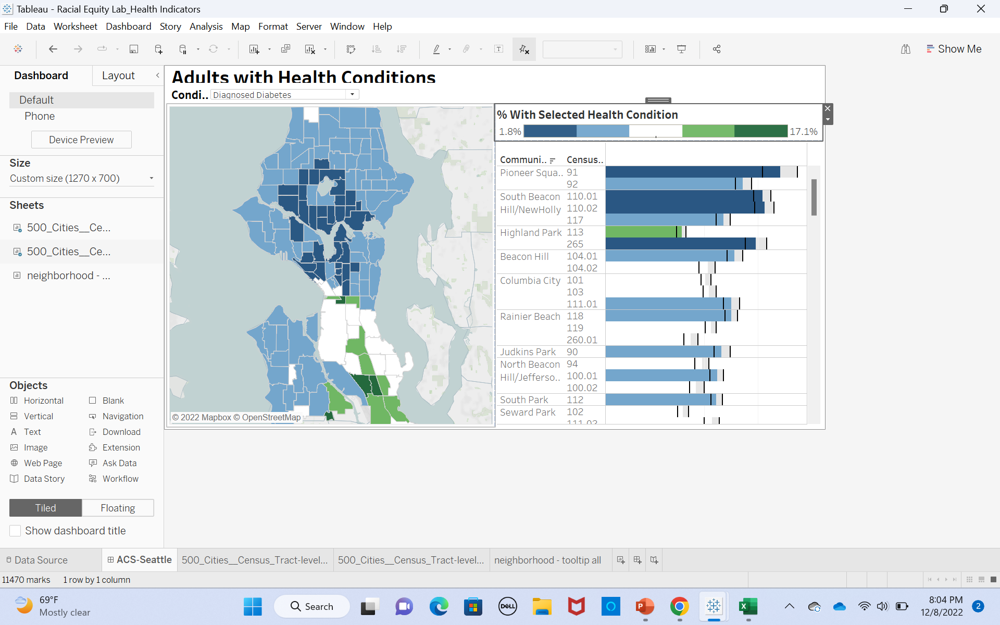 Tableau - Racial Equity Lab_Health Indicators
File Data Worksheet Dashboard Story Analysis Map Format Server Window Help
Show Me
Dashboard Layout
Default
Phone
Device Preview
Size
Custom size (1270 x 700)
Sheets
500_Cities__Ce...
500_Cities__Ce...
neighborhood - ...
Objects
Horizontal Blank
Vertical Navigation
A Text Download
Image Extension
Web Page Ask Data
Data Story Workflow
Tiled Floating
Show dashboard title
Adults with Health Conditions
Condi.. Diagnosed Diabetes
© 2022 Mapbox © OpenStreetMap
% With Selected Health Condition
1.8% 17.1%
Communi.. Census..
Pioneer Squa.. 91
92
South Beacon 110.01
Hill/NewHolly 110.02
117
Highland Park 113
265
Beacon Hill 104.01
104.02
Columbia City 101
103
111.01
Rainier Beach 118
119
260.01
Judkins Park 90
North Beacon 94
Hill/Jefferso.. 100.01
100.02
South Park 112
Seward Park 102
111.02
Data Source ACS-Seattle 500_Cities__Census_Tract-level... 500_Cities__Census_Tract-level... neighborhood - tooltip all
11470 marks 1 row by 1 column
69°F
Mostly clear
Search
DELL
8:04 PM
12/8/2022
2